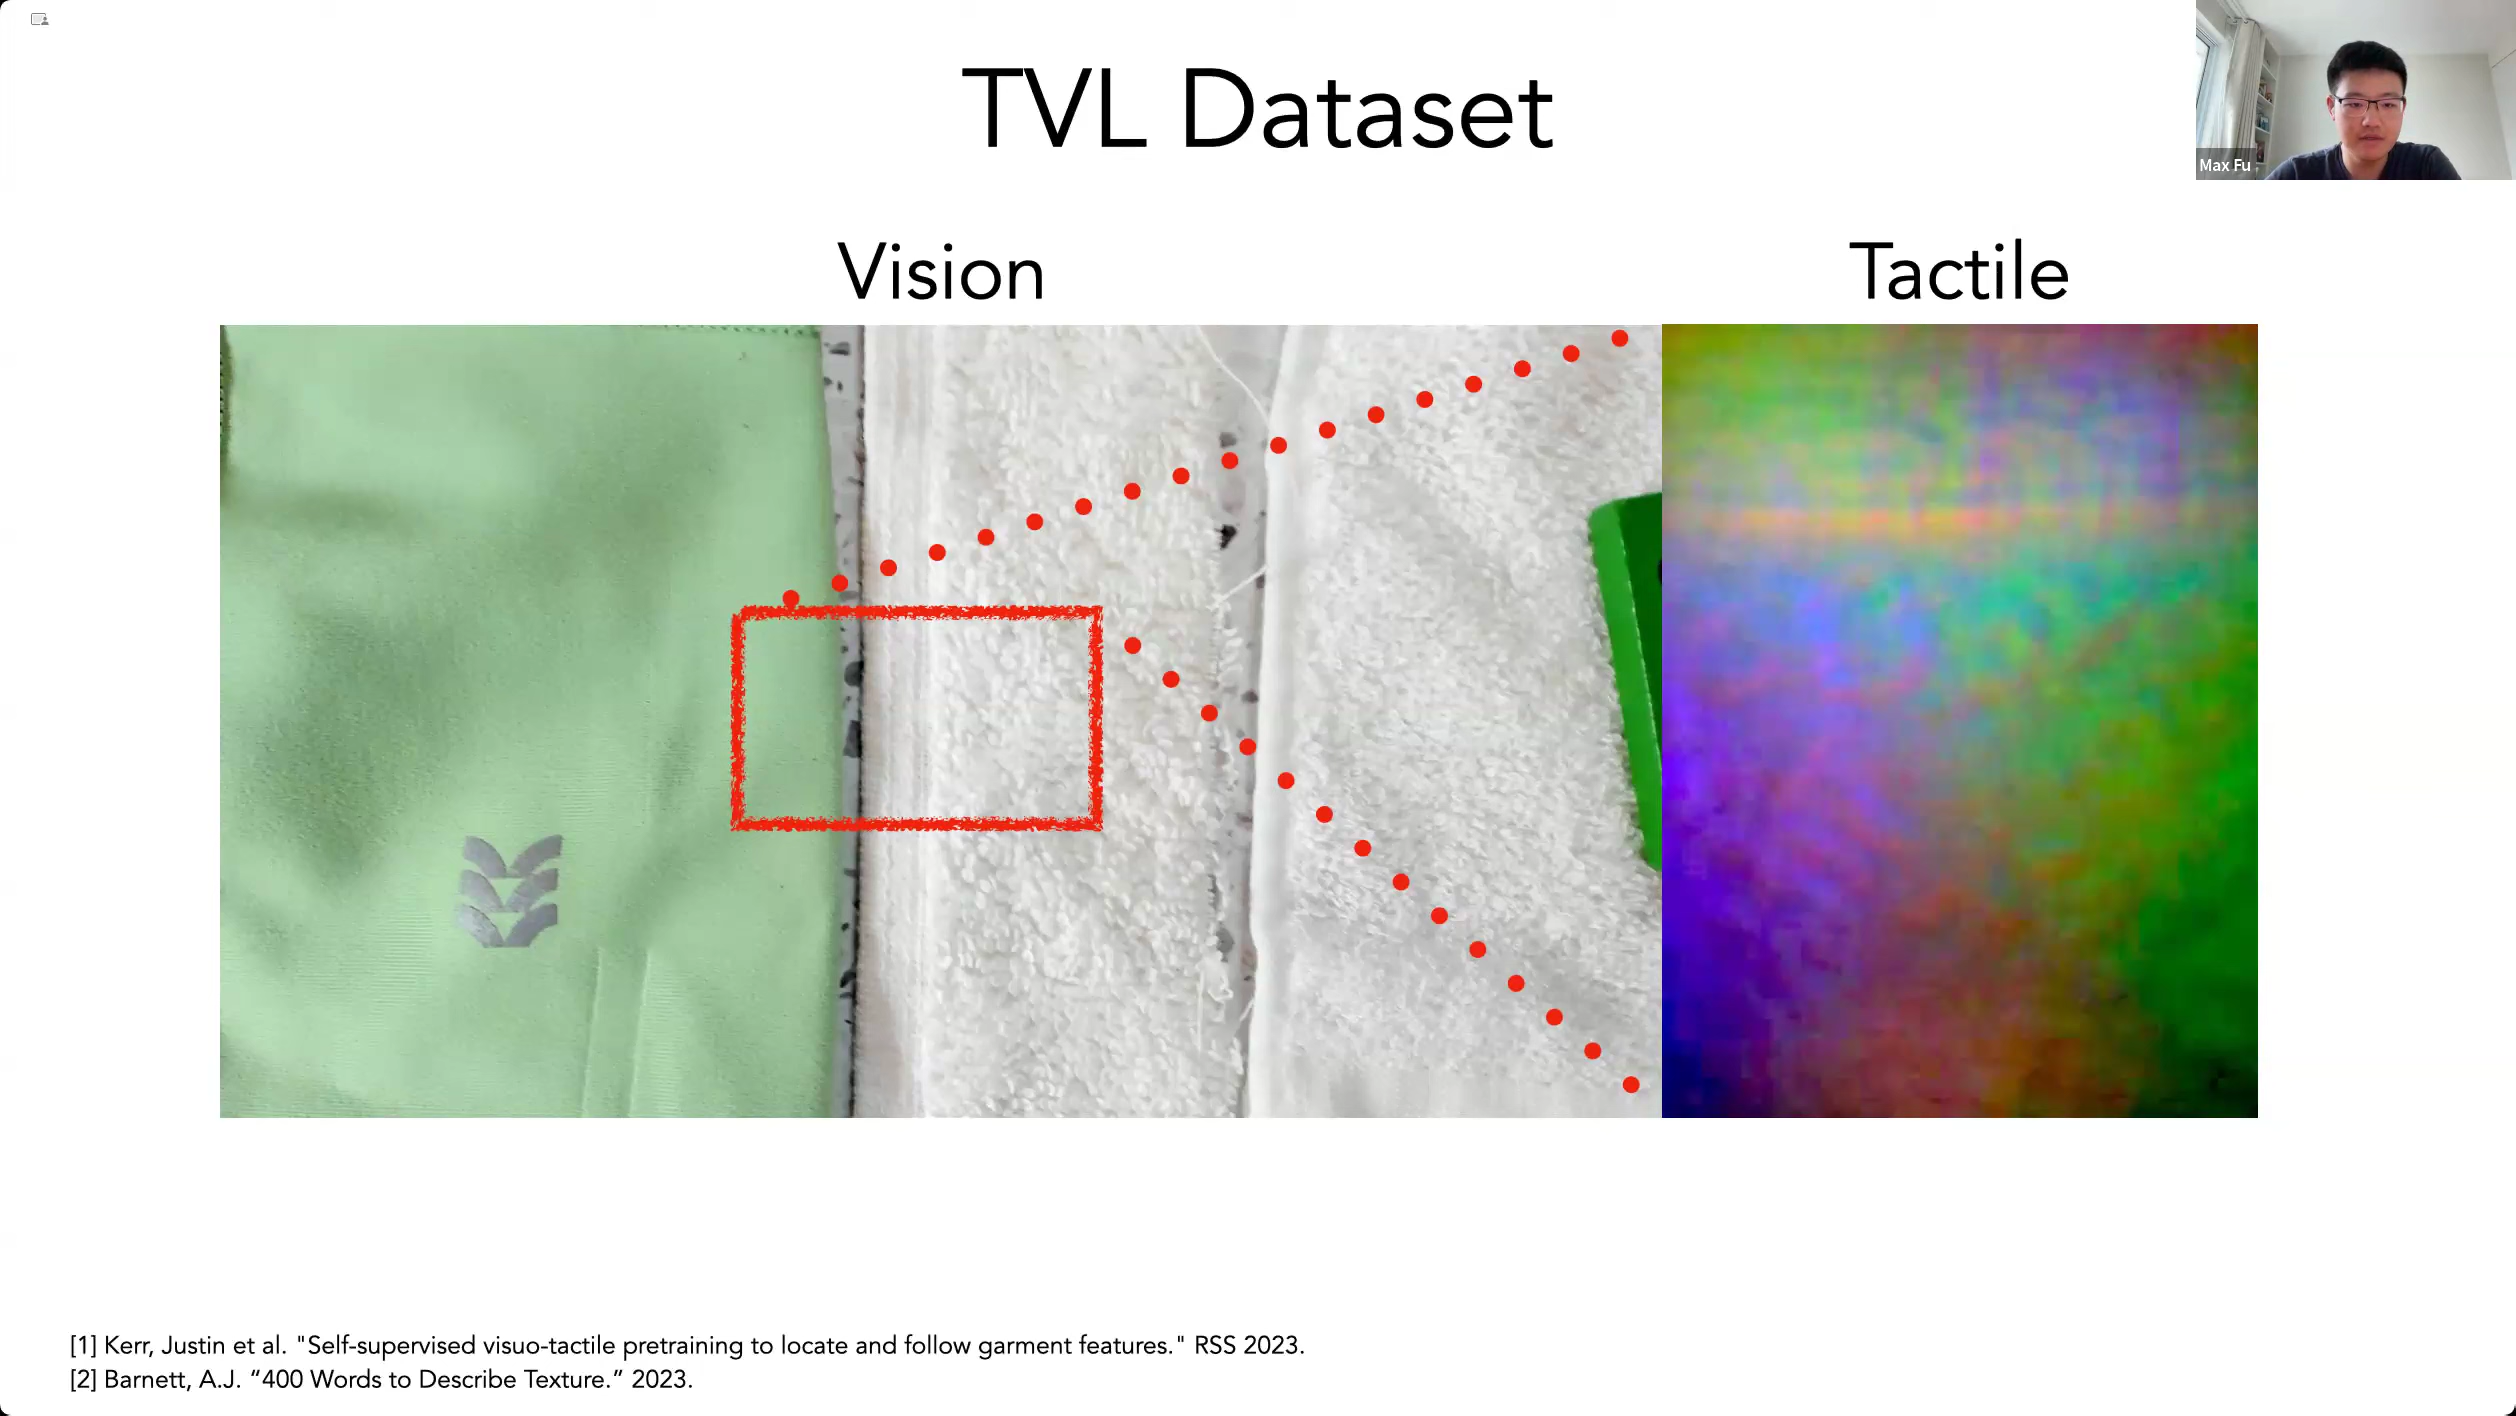 TVL Dataset
Max Fu
Vision
Tactile
[1] Kerr, Justin et al. "Self-supervised visuo-tactile pretraining to locate and follow garment features." RSS 2023.
[2] Barnett, A.J. “400 Words to Describe Texture.” 2023.